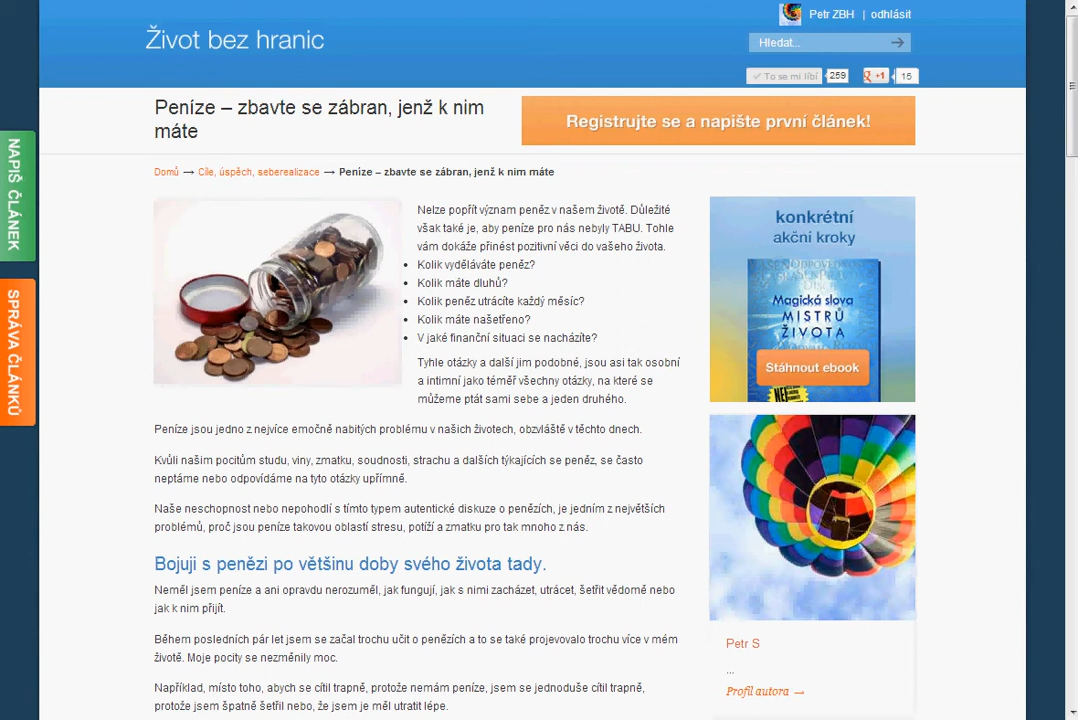 Petr ZBH | odhlásit
Život bez hranic
Hledat...
To se mi líbí 259
+1 15
Peníze – zbavte se zábran, jenž k nim
máte
Registrujte se a napište první článek!
NAPIŠ ČLÁNEK
SPRÁVA ČLÁNKŮ
Domů → Cíle, úspěch, seberealizace → Peníze – zbavte se zábran, jenž k nim máte
Nelze popřít význam peněz v našem životě. Důležité
však také je, aby peníze pro nás nebyly TABU. Tohle
vám dokáže přinést pozitivní věci do vašeho života.
• Kolik vyděláváte peněz?
• Kolik máte dluhů?
• Kolik peněz utrácíte každý měsíc?
• Kolik máte našetřeno?
• V jaké finanční situaci se nacházíte?
Tyhle otázky a další jim podobné, jsou asi tak osobní
a intimní jako téměř všechny otázky, na které se
můžeme ptát sami sebe a jeden druhého.
Peníze jsou jedno z nejvíce emočně nabitých problému v našich životech, obzvláště v těchto dnech.
Kvůli našim pocitům studu, viny, zmatku, soudnosti, strachu a dalších týkajících se peněz, se často
neptáme nebo odpovídáme na tyto otázky upřímně.
Naše neschopnost nebo nepohodlí s tímto typem autentické diskuze o penězích, je jedním z největších
problémů, proč jsou peníze takovou oblastí stresu, potíží a zmatku pro tak mnoho z nás.
Bojuji s penězi po většinu doby svého života tady.
Neměl jsem peníze a ani opravdu nerozuměl, jak fungují, jak s nimi zacházet, utrácet, šetřit vědomě nebo
jak k nim přijít.
Během posledních pár let jsem se začal trochu učit o penězích a to se také projevovalo trochu více v mém
životě. Moje pocity se nezměnily moc.
Například, místo toho, abych se cítil trapně, protože nemám peníze, jsem se jednoduše cítil trapně,
protože jsem špatně šetřil nebo, že jsem je měl utratit lépe.
konkrétní
akční kroky
Magická slova
MISTRŮ
ŽIVOTA
Stáhnout ebook
Petr S
...
Profil autora →